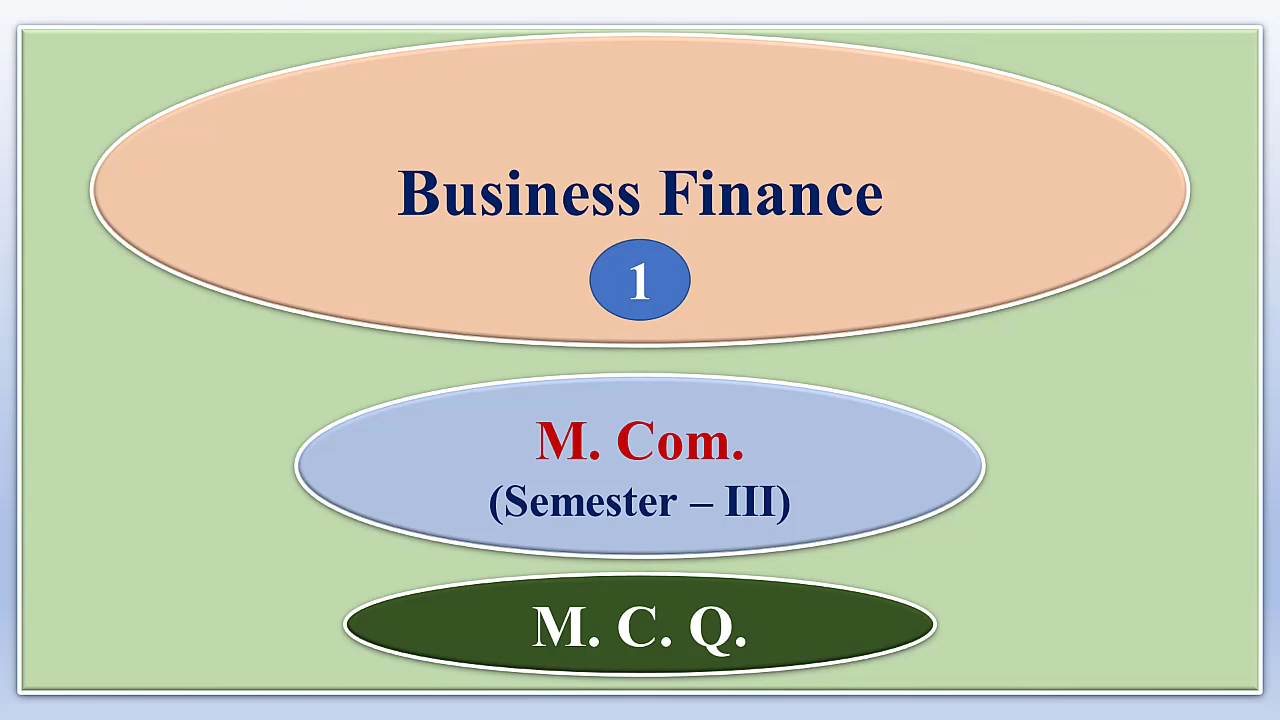 Business Finance
1
M. Com.
(Semester – III)
M. C. Q.